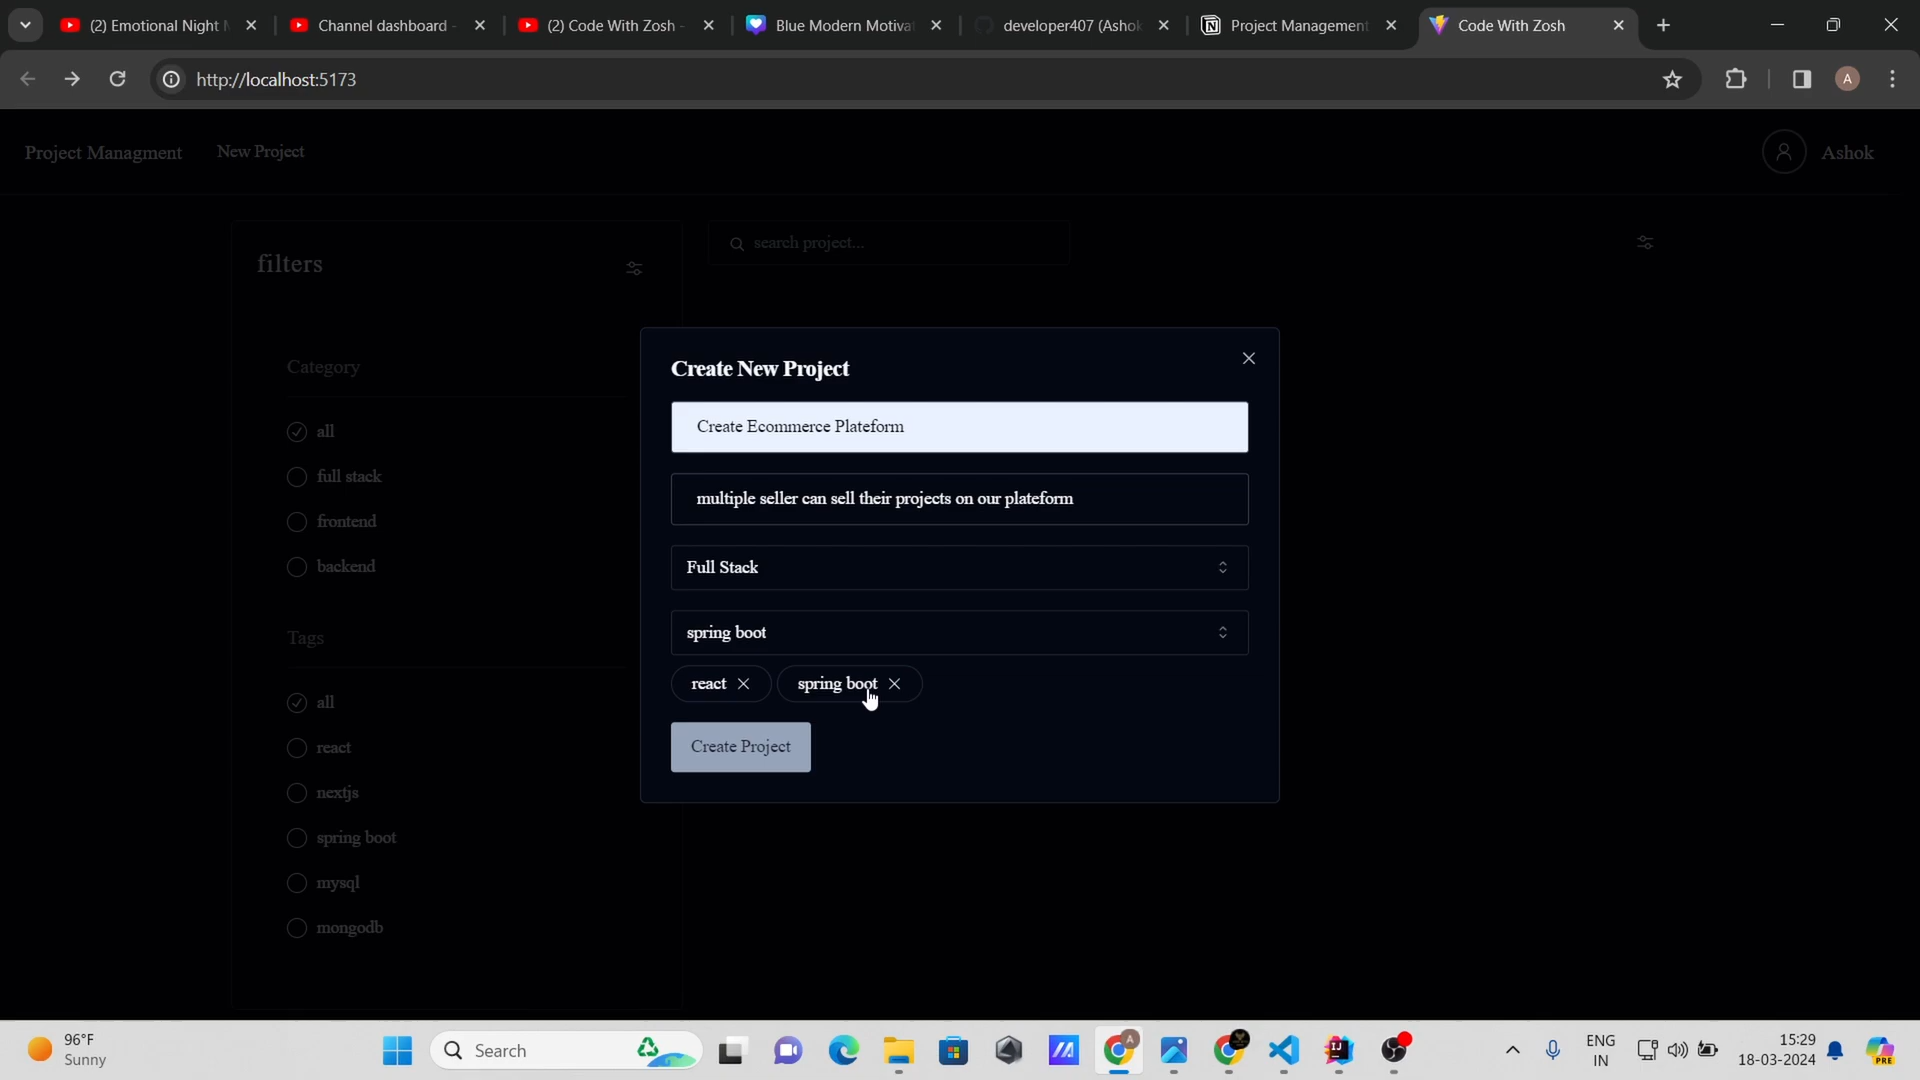 (2) Emotional Night M
Channel dashboard -
(2) Code With Zosh -
Blue Modern Motiva
developer407 (Ashok
Project Management
Code With Zosh
http://localhost:5173
A
Project Managment
New Project
Ashok
filters
search project...
Category
all
full stack
frontend
backend
Tags
all
react
nextjs
spring boot
mysql
mongodb
Create New Project
Create Ecommerce Plateform
multiple seller can sell their projects on our plateform
Full Stack
spring boot
react
spring boot
Create Project
96°F
Sunny
Search
ENG
IN
15:29
18-03-2024
PRE